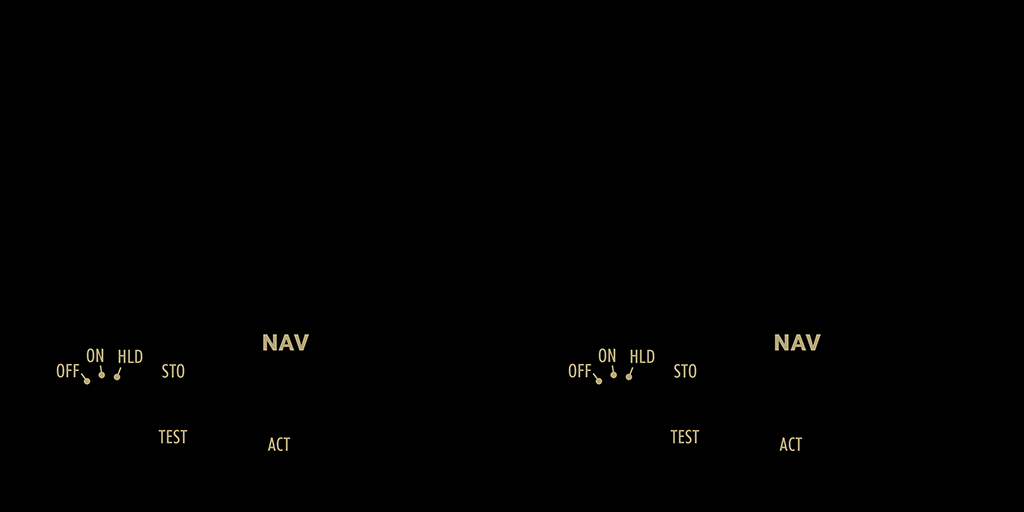 NAV NAV
ON HLD ON HLD
OFF STO OFF STO
TEST TEST
ACT ACT